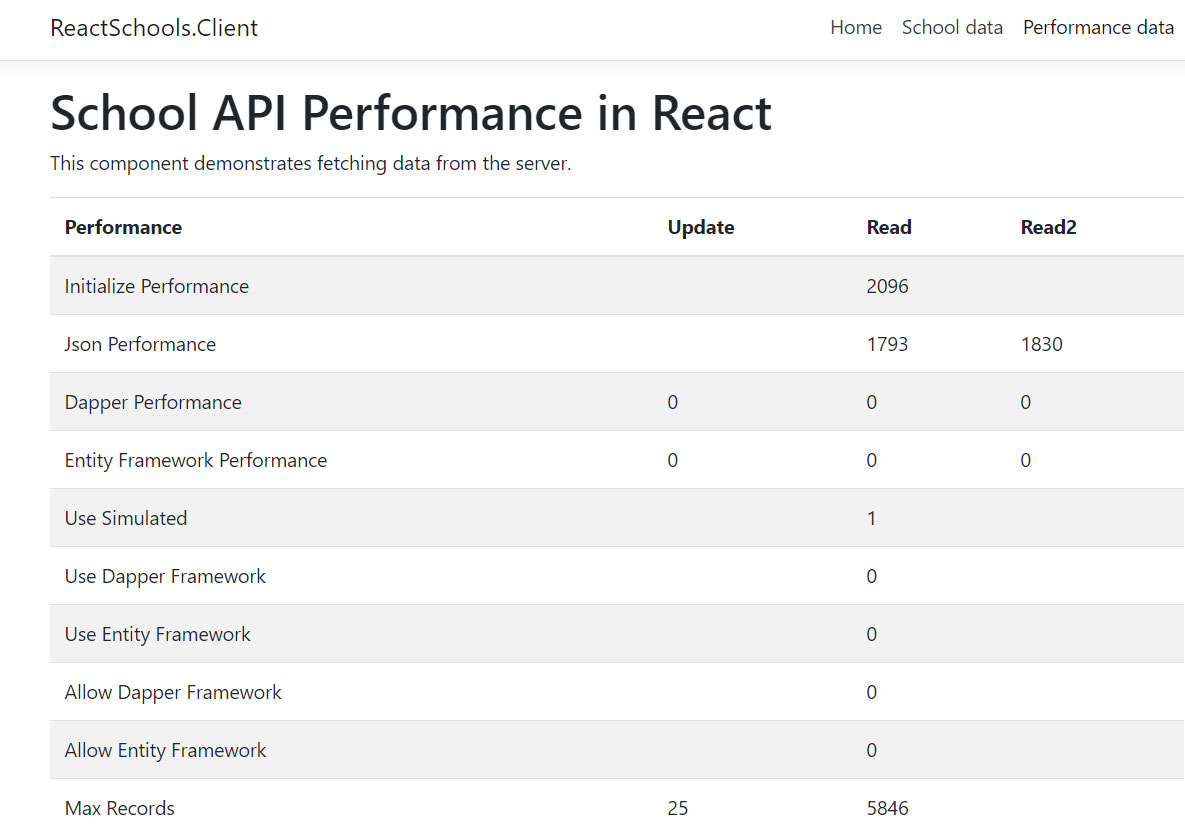 ReactSchools.Client Home School data Performance data
School API Performance in React
This component demonstrates fetching data from the server.
Performance Update Read Read2
Initialize Performance 2096
Json Performance 1793 1830
Dapper Performance 0 0 0
Entity Framework Performance 0 0 0
Use Simulated 1
Use Dapper Framework 0
Use Entity Framework 0
Allow Dapper Framework 0
Allow Entity Framework 0
Max Records 25 5846